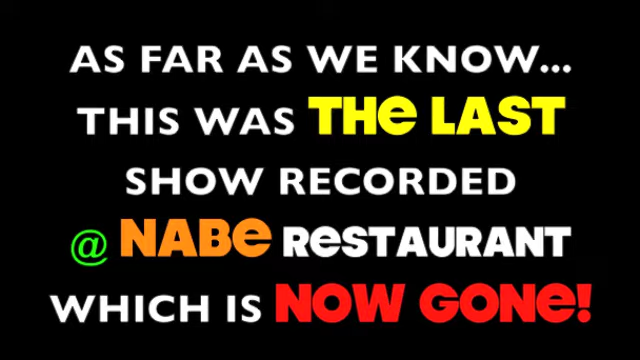 AS FAR AS WE KNOW...
THIS WAS THE LAST
SHOW RECORDED
@ NABE RESTAURANT
WHICH IS NOW GONE!